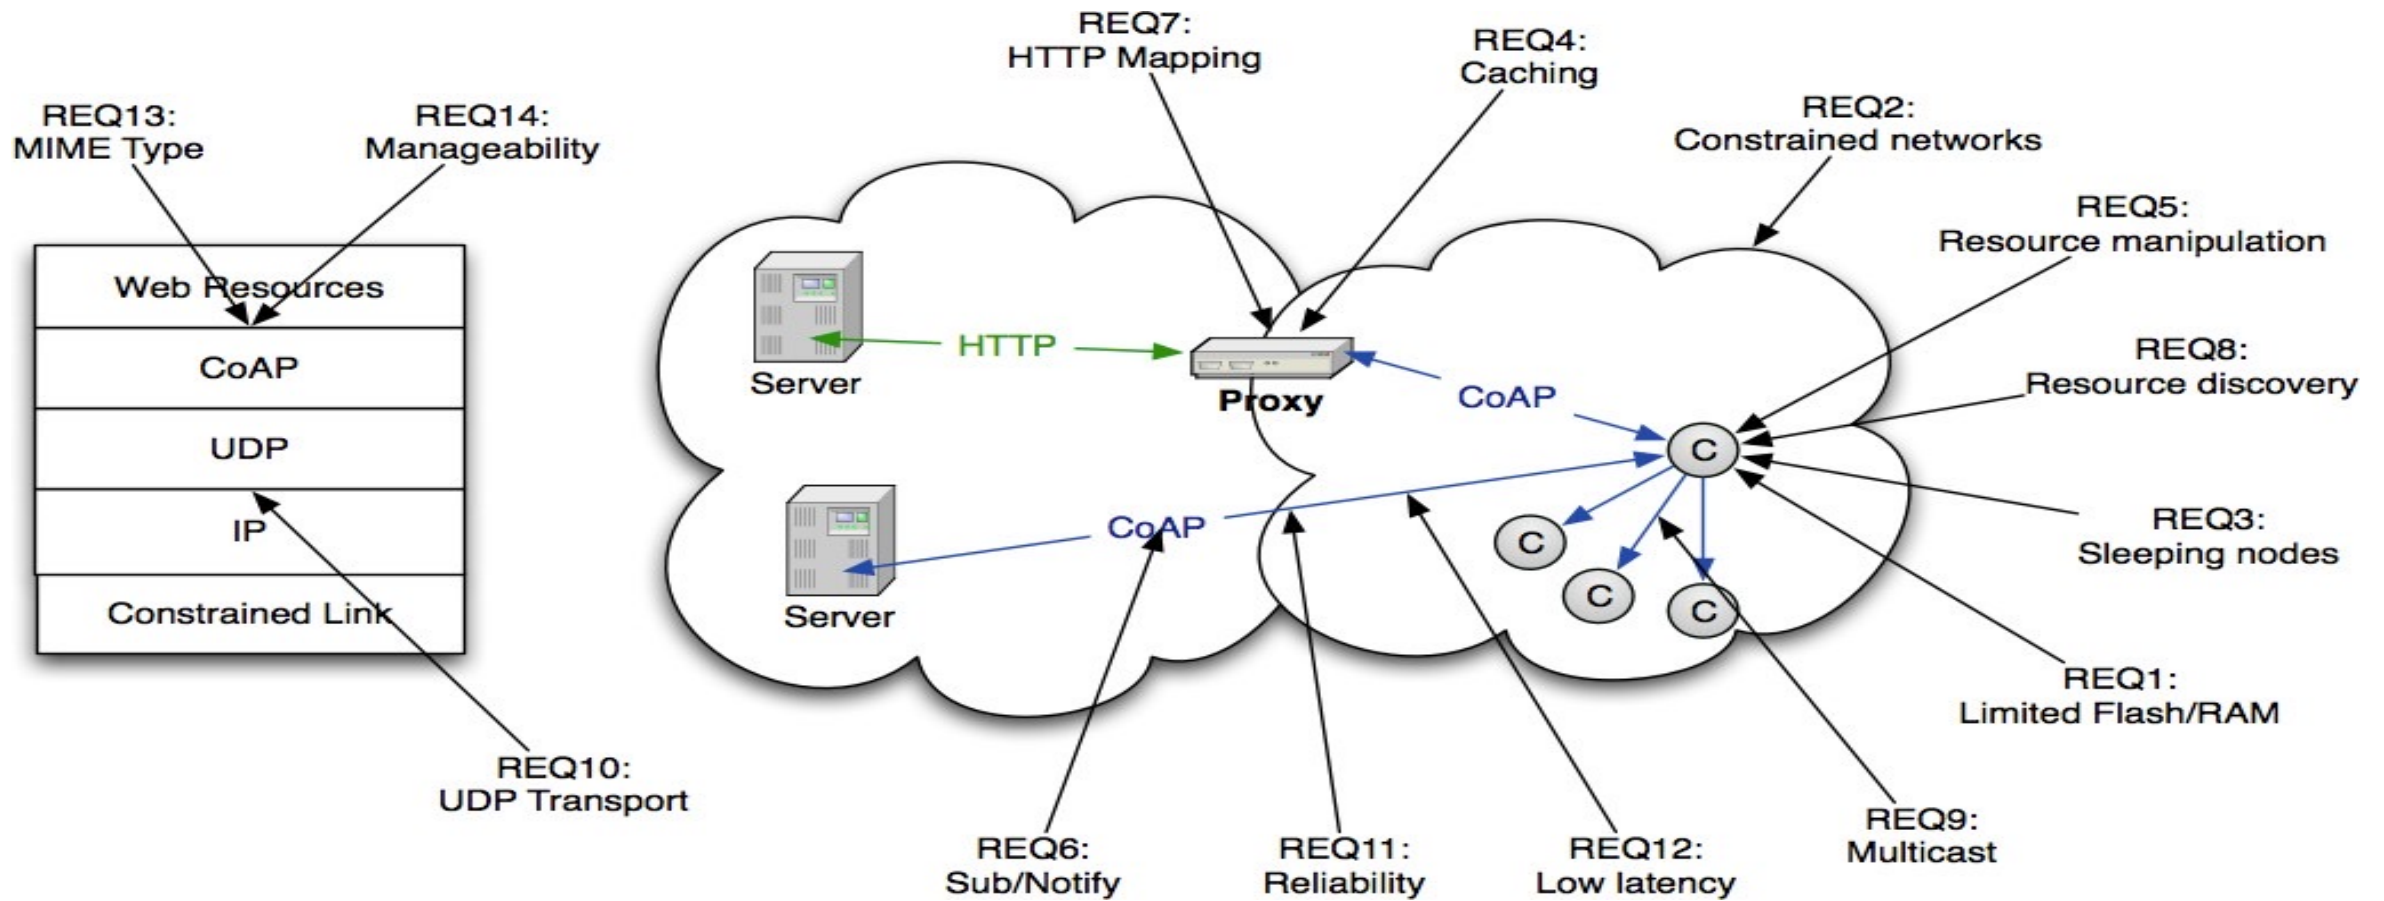 REQ7:
HTTP Mapping
REQ4:
Caching
REQ13:
MIME Type
REQ14:
Manageability
REQ2:
Constrained networks
REQ5:
Resource manipulation
Web Resources
CoAP
UDP
IP
Constrained Link
REQ10:
UDP Transport
Server
HTTP
Proxy
CoAP
Server
CoAP
C
C
C
C
REQ8:
Resource discovery
REQ3:
Sleeping nodes
REQ1:
Limited Flash/RAM
REQ9:
Multicast
REQ6:
Sub/Notify
REQ11:
Reliability
REQ12:
Low latency